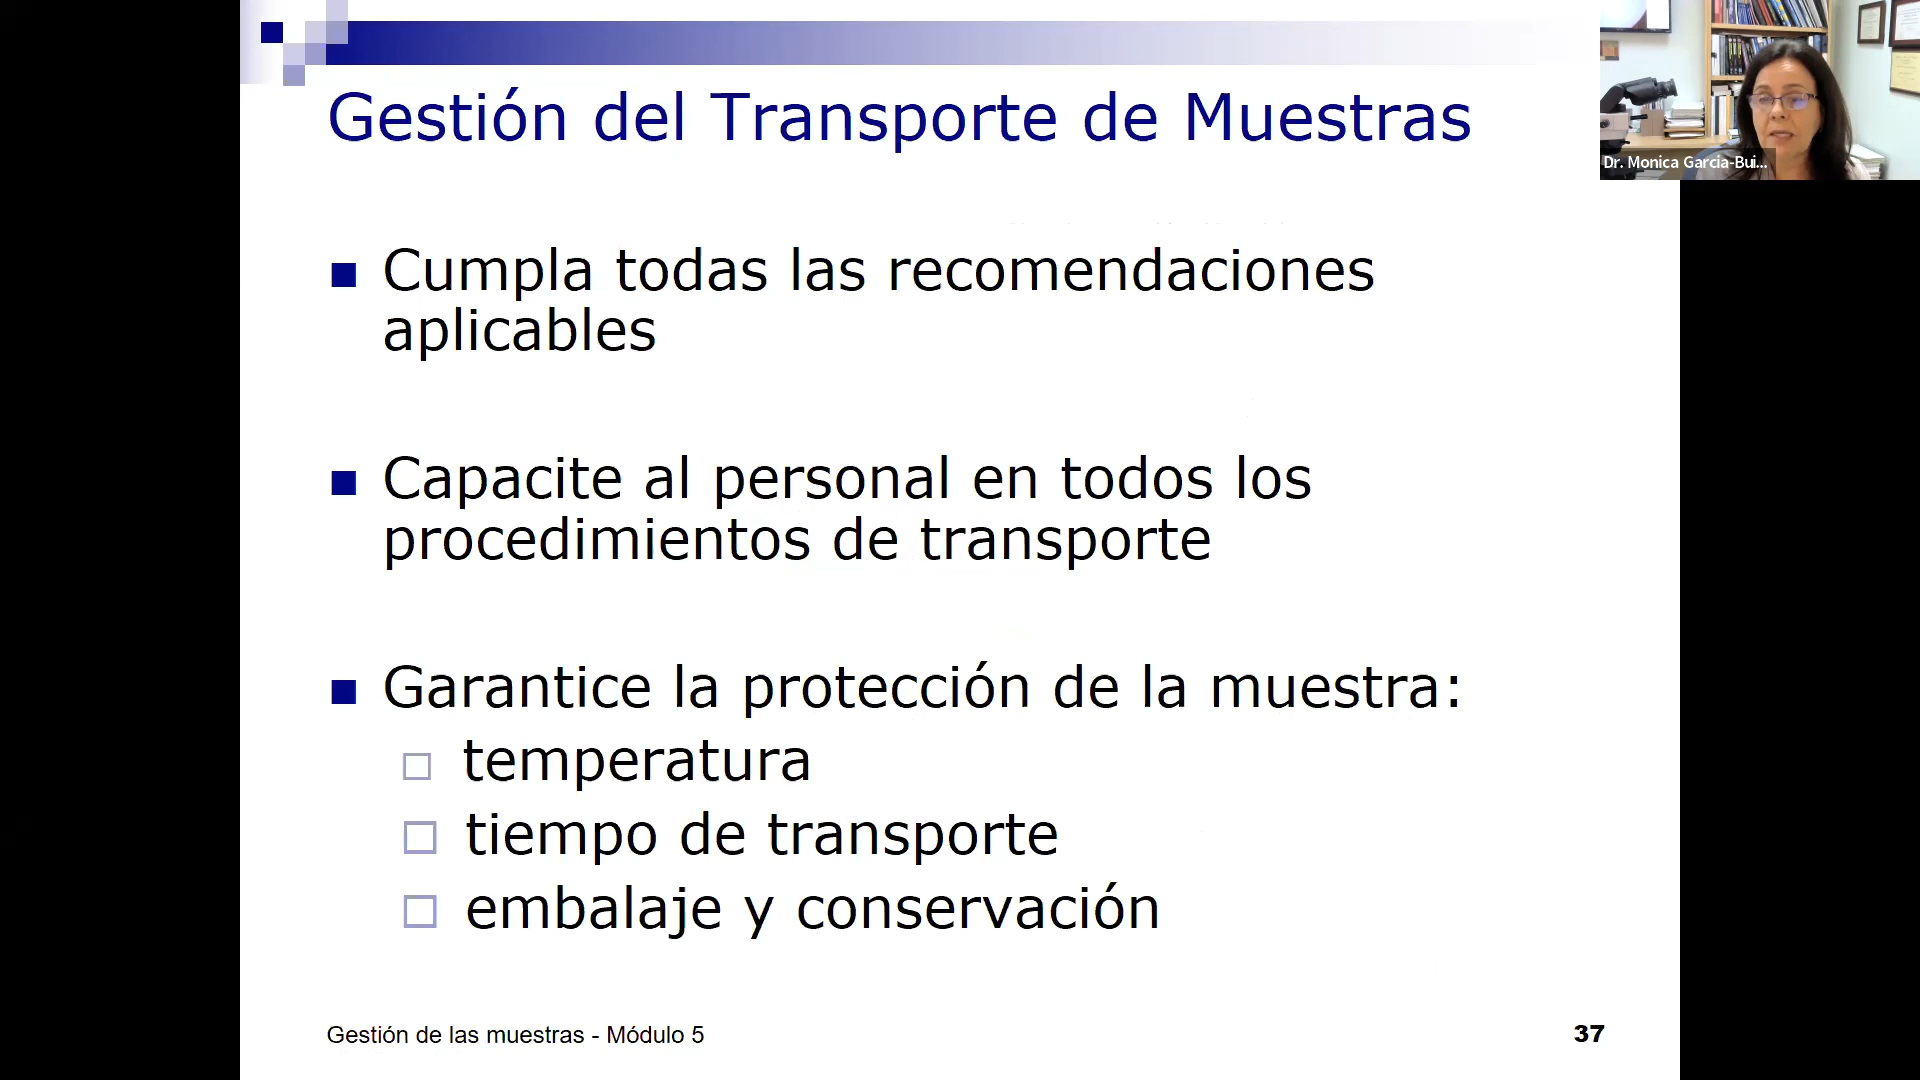 Gestión del Transporte de Muestras
Dr. Monica Garcia-Bui...
Cumpla todas las recomendaciones
aplicables
Capacite al personal en todos los
procedimientos de transporte
Garantice la protección de la muestra:
temperatura
tiempo de transporte
embalaje y conservación
Gestión de las muestras - Módulo 5
37